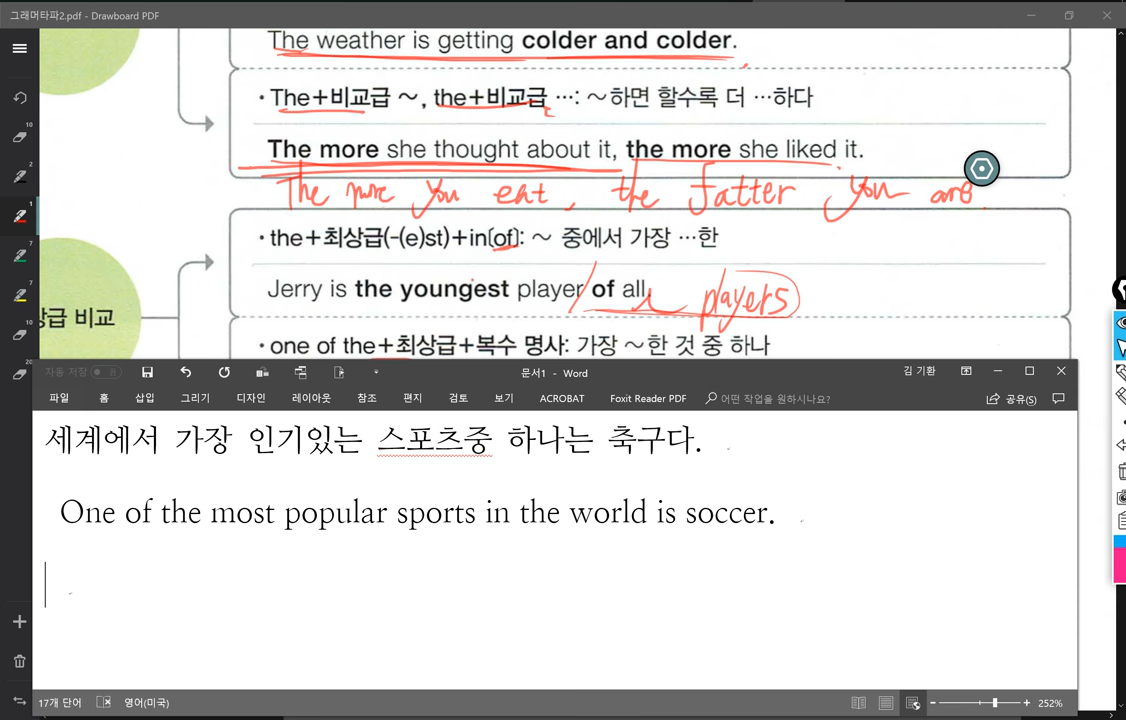 그래머타파2.pdf - Drawboard PDF
The weather is getting colder and colder.
• The+비교급 ~, the+비교급 …: ~하면 할수록 더 …하다
The more she thought about it, the more she liked it.
The more you eat, the fatter you are.
• the+최상급(-(e)st)+in[of]: ~ 중에서 가장 …한
Jerry is the youngest player of all players
상급 비교
• one of the+최상급+복수 명사: 가장 ~한 것 중 하나
10
2
1
7
7
10
20
자동 저장
문서1 - Word
김 기환
파일 홈 삽입 그리기 디자인 레이아웃 참조 편지 검토 보기 ACROBAT Foxit Reader PDF 어떤 작업을 원하시나요? 공유(S)
세계에서 가장 인기있는 스포츠중 하나는 축구다.
One of the most popular sports in the world is soccer.
17개 단어 영어(미국) 252%